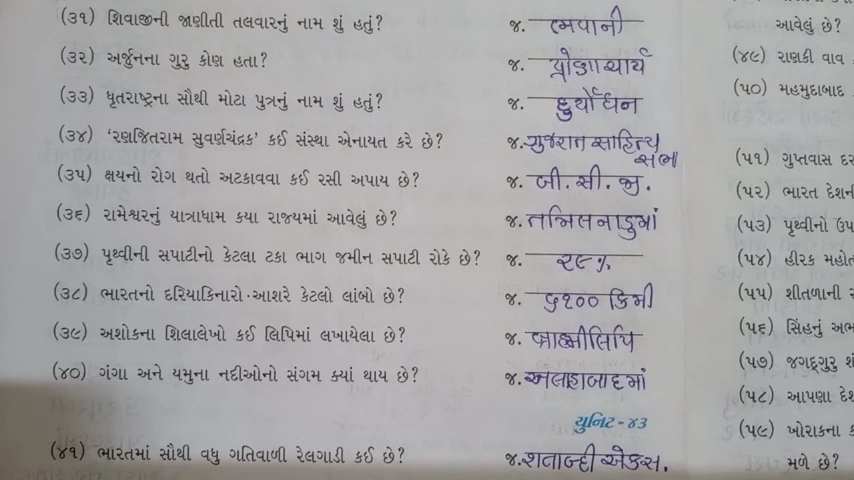 (૩૧) શિવાજીની જાણીતી તલવારનું નામ શું હતું? જ. ભવાની
(૩૨) અર્જુનના ગુરુ કોણ હતા? જ. દ્રોણાચાર્ય
(૩૩) ધૃતરાષ્ટ્રના સૌથી મોટા પુત્રનું નામ શું હતું? જ. દુર્યોધન
(૩૪) ‘રણજિતરામ સુવર્ણચંદ્રક’ કઈ સંસ્થા એનાયત કરે છે? જ. ગુજરાત સાહિત્ય
સભા
(૩૫) ક્ષયનો રોગ થતો અટકાવવા કઈ રસી અપાય છે? જ. બી. સી. જી.
(૩૬) રામેશ્વરનું યાત્રાધામ કયા રાજ્યમાં આવેલું છે? જ. તમિલનાડુમાં
(૩૭) પૃથ્વીની સપાટીનો કેટલા ટકા ભાગ જમીન સપાટી રોકે છે? જ. ૨૯%
(૩૮) ભારતનો દરિયાકિનારો આશરે કેટલો લાંબો છે? જ. ૬૧૦૦ કિમી
(૩૯) અશોકના શિલાલેખો કઈ લિપિમાં લખાયેલા છે? જ. બ્રાહ્મીલિપિ
(૪૦) ગંગા અને યમુના નદીઓનો સંગમ ક્યાં થાય છે? જ. અલાહાબાદમાં
યુનિટ-૪૩
(૪૧) ભારતમાં સૌથી વધુ ગતિવાળી રેલગાડી કઈ છે? જ. શતાબ્દી એક્સ.
આવેલું છે?
(૪૯) રાણકી વાવ
(૫૦) મહમુદાબાદ
(૫૧) ગુપ્તવાસ
(૫૨) ભારત
(૫૩) પૃથ્વીનો
(૫૪) હીરક
(૫૫) શીતળાની
(૫૬) સિંહનું
(૫૭) જગદ્ગુરુ
(૫૮) આપણા
(૫૯) ખોરાકના
મળે છે?